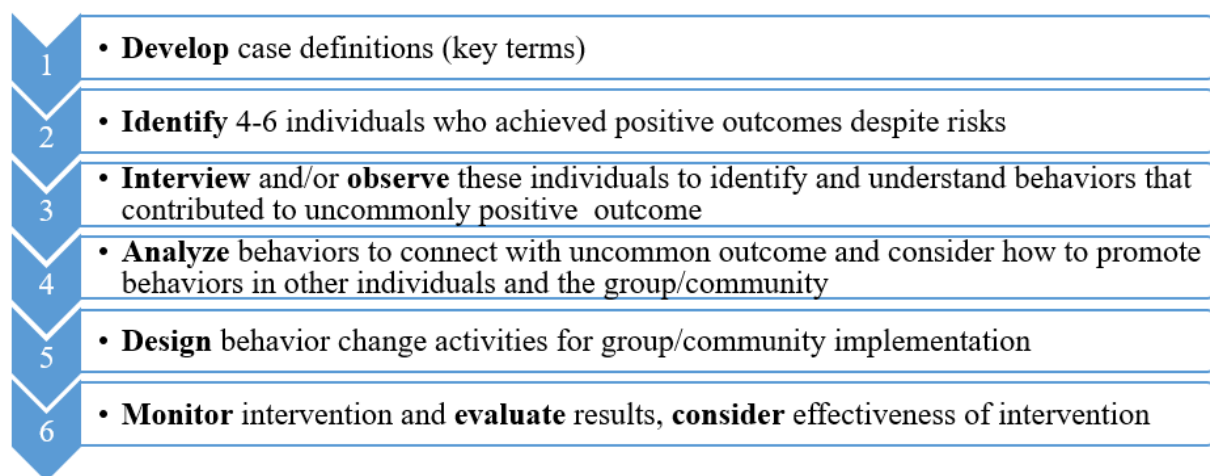 1 • Develop case definitions (key terms)
2 • Identify 4-6 individuals who achieved positive outcomes despite risks
3 • Interview and/or observe these individuals to identify and understand behaviors that
contributed to uncommonly positive outcome
4 • Analyze behaviors to connect with uncommon outcome and consider how to promote
behaviors in other individuals and the group/community
5 • Design behavior change activities for group/community implementation
6 • Monitor intervention and evaluate results, consider effectiveness of intervention